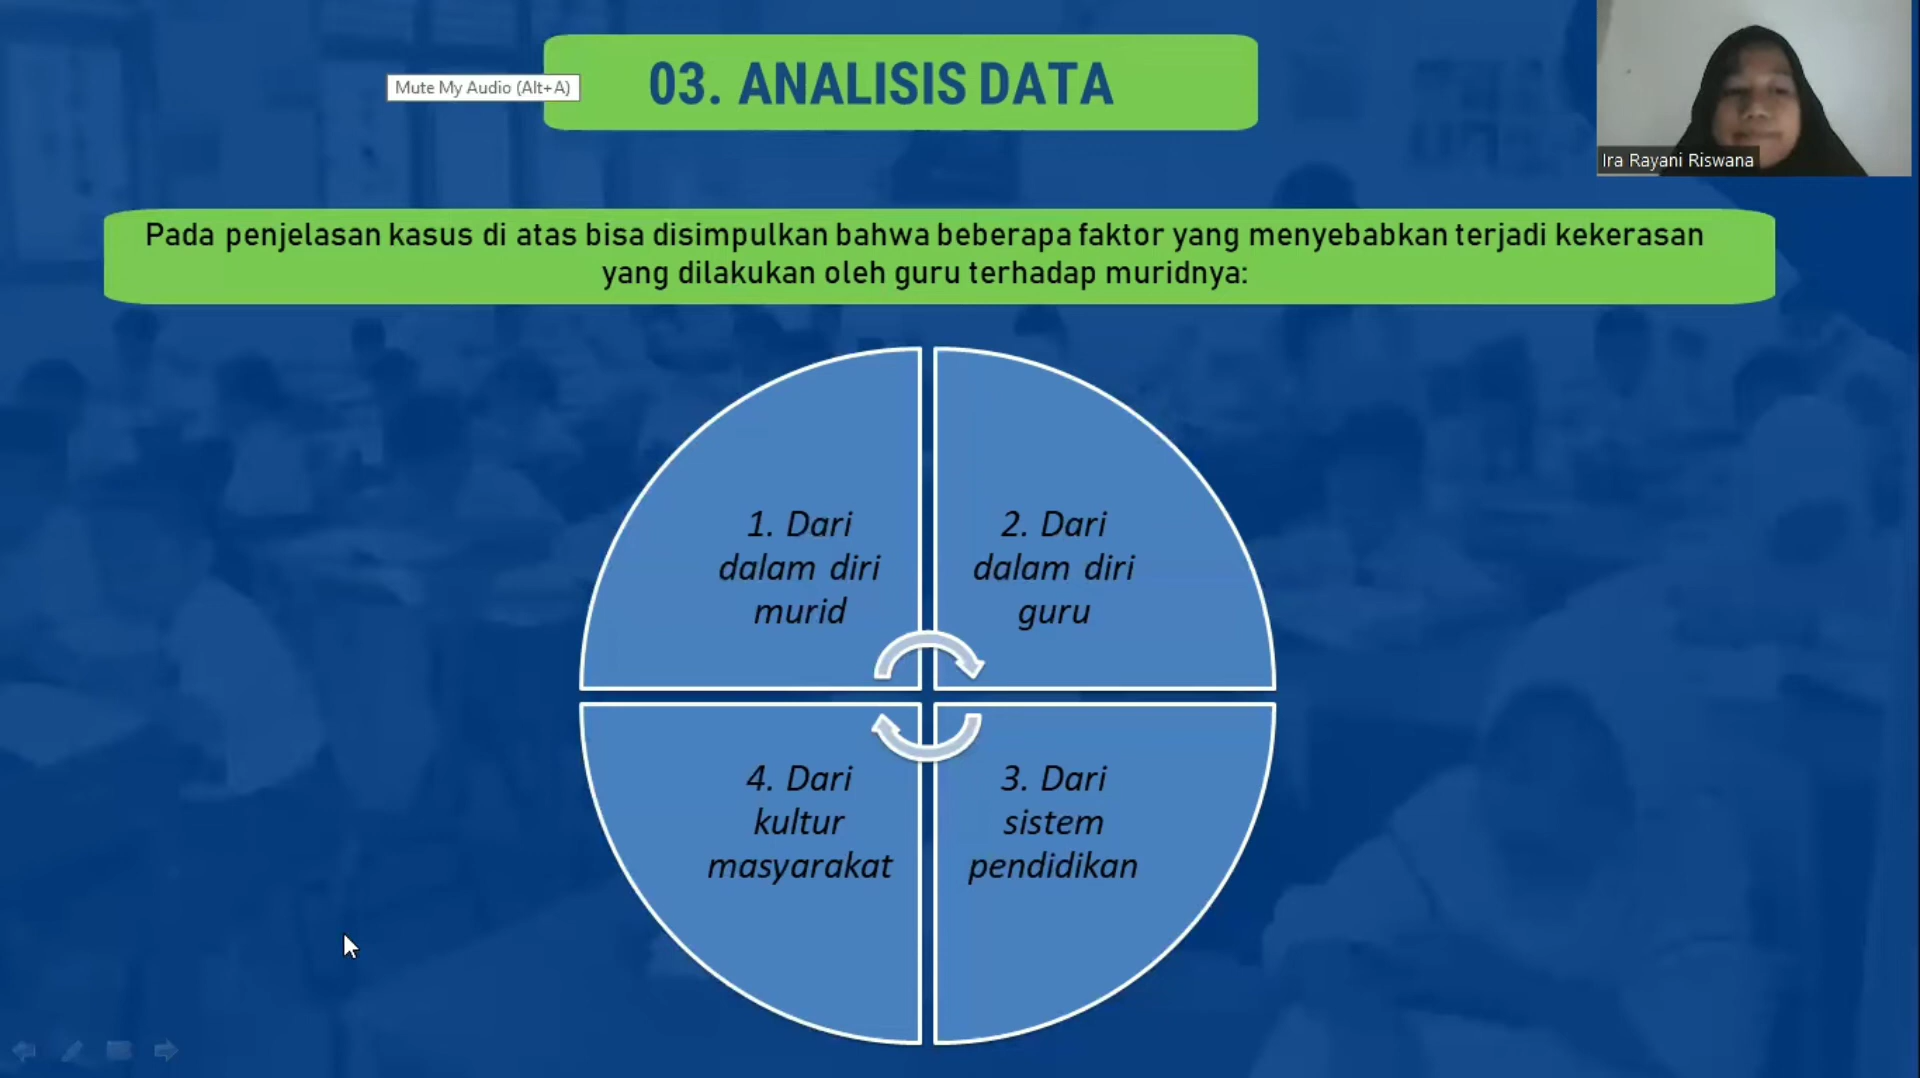 03. ANALISIS DATA
Mute My Audio (Alt+A)
Ira Rayani Riswana
Pada penjelasan kasus di atas bisa disimpulkan bahwa beberapa faktor yang menyebabkan terjadi kekerasan
yang dilakukan oleh guru terhadap muridnya:
1. Dari
dalam diri
murid
2. Dari
dalam diri
guru
3. Dari
sistem
pendidikan
4. Dari
kultur
masyarakat